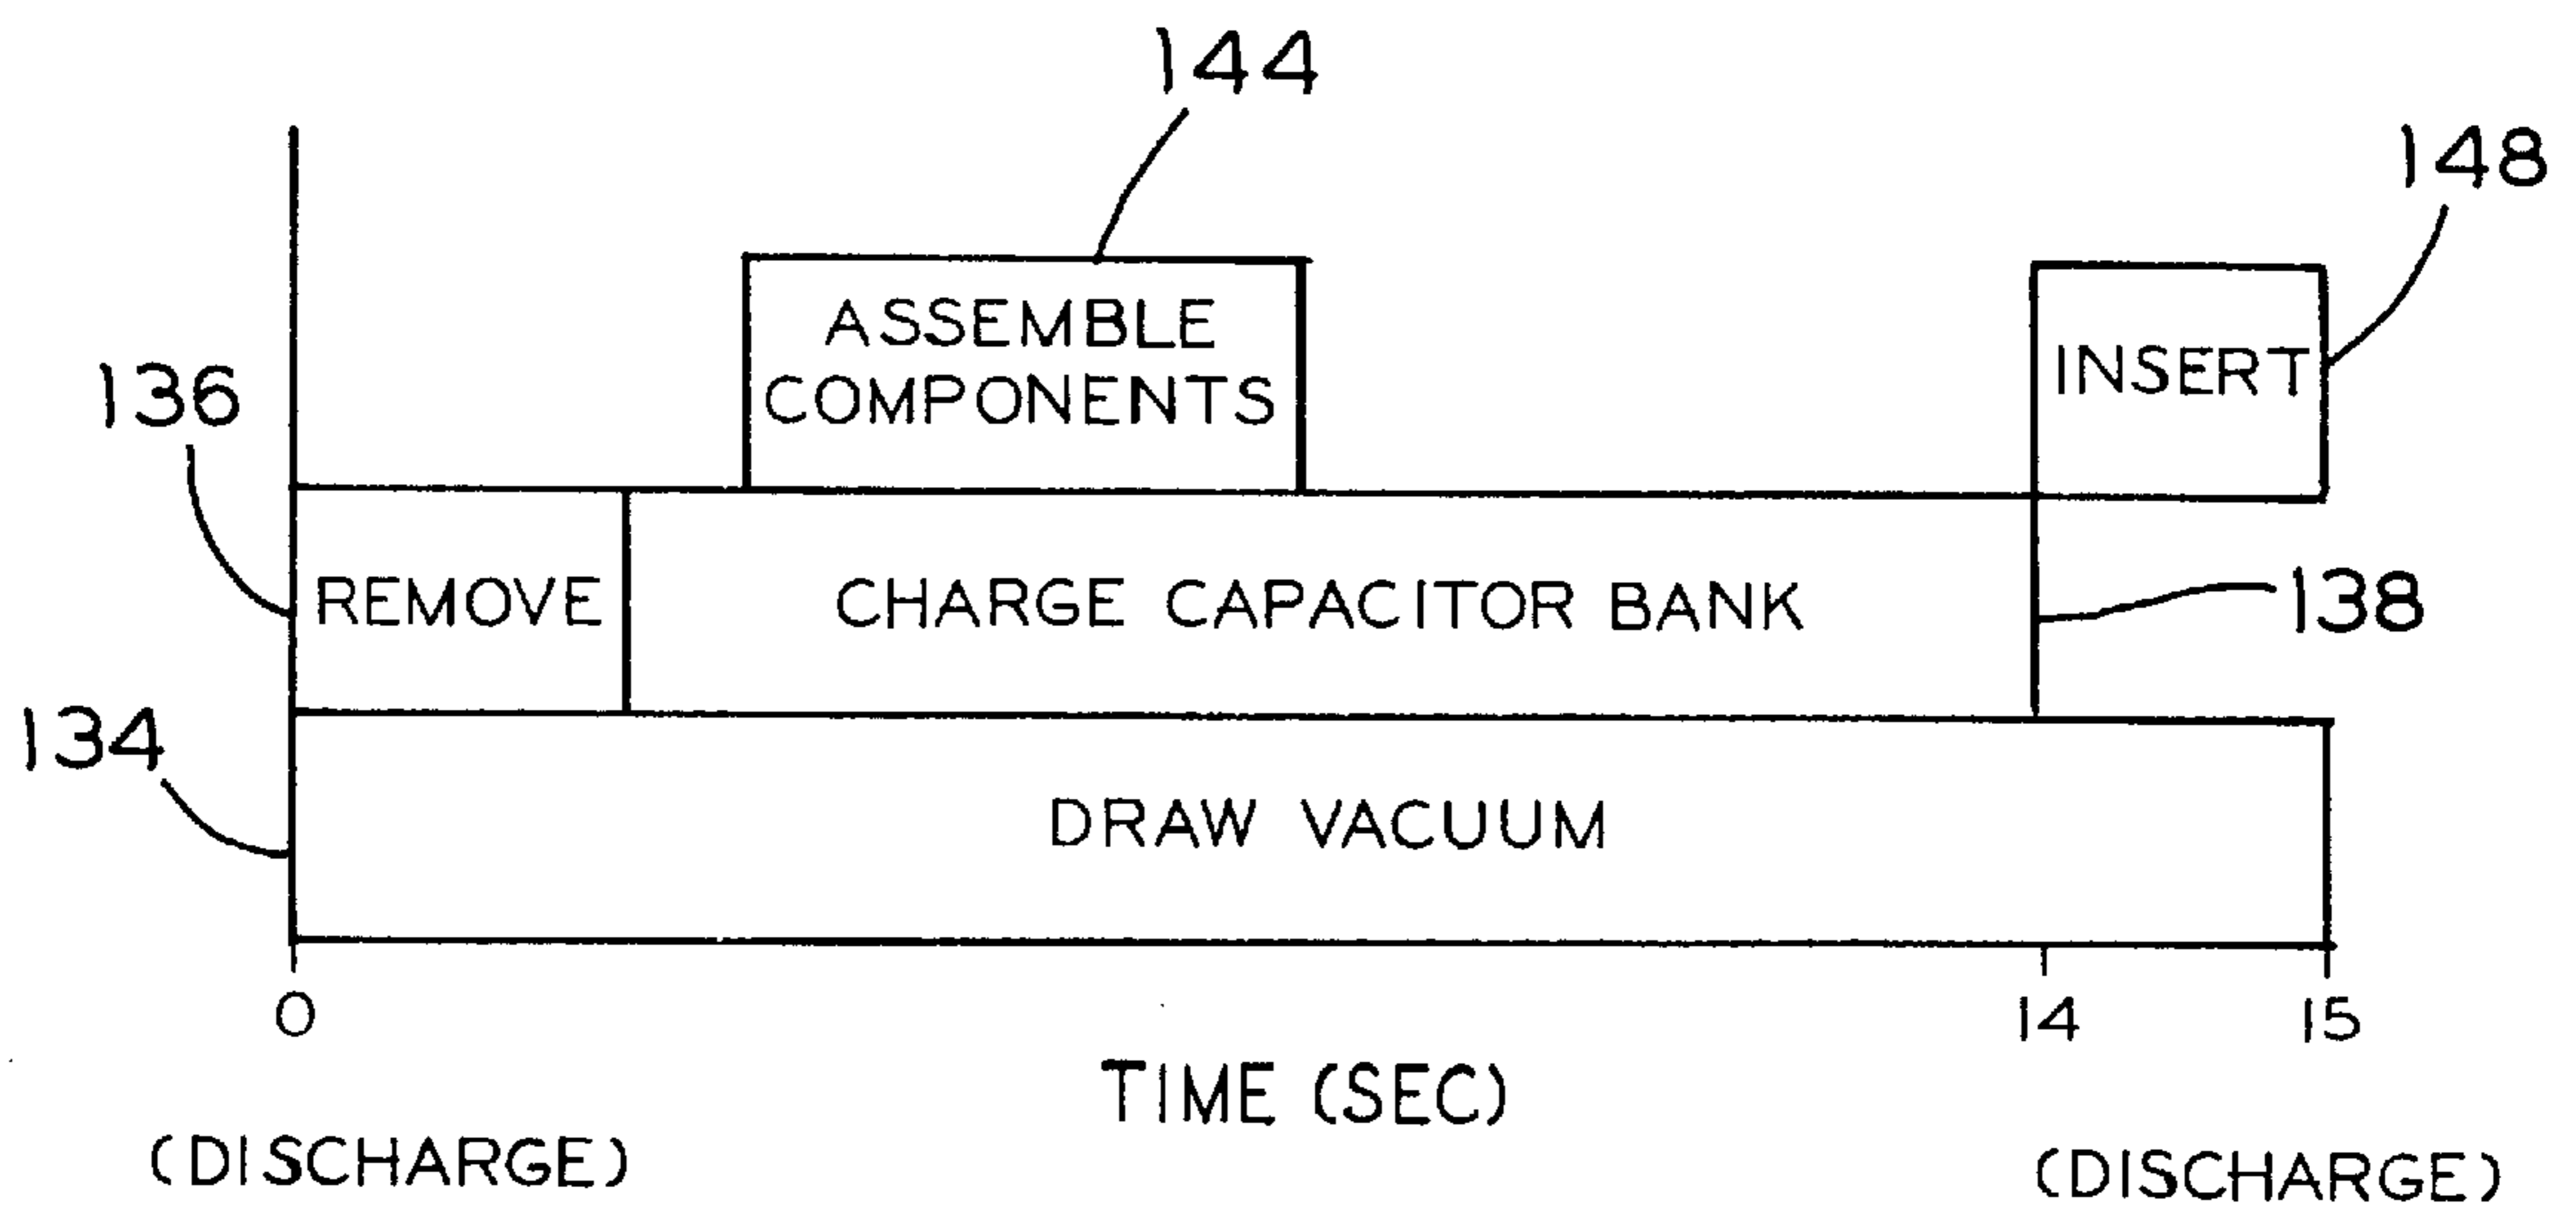 144
148
ASSEMBLE
COMPONENTS
INSERT
136
REMOVE
CHARGE CAPACITOR BANK
138
134
DRAW VACUUM
0
14
15
TIME (SEC)
(DISCHARGE)
(DISCHARGE)